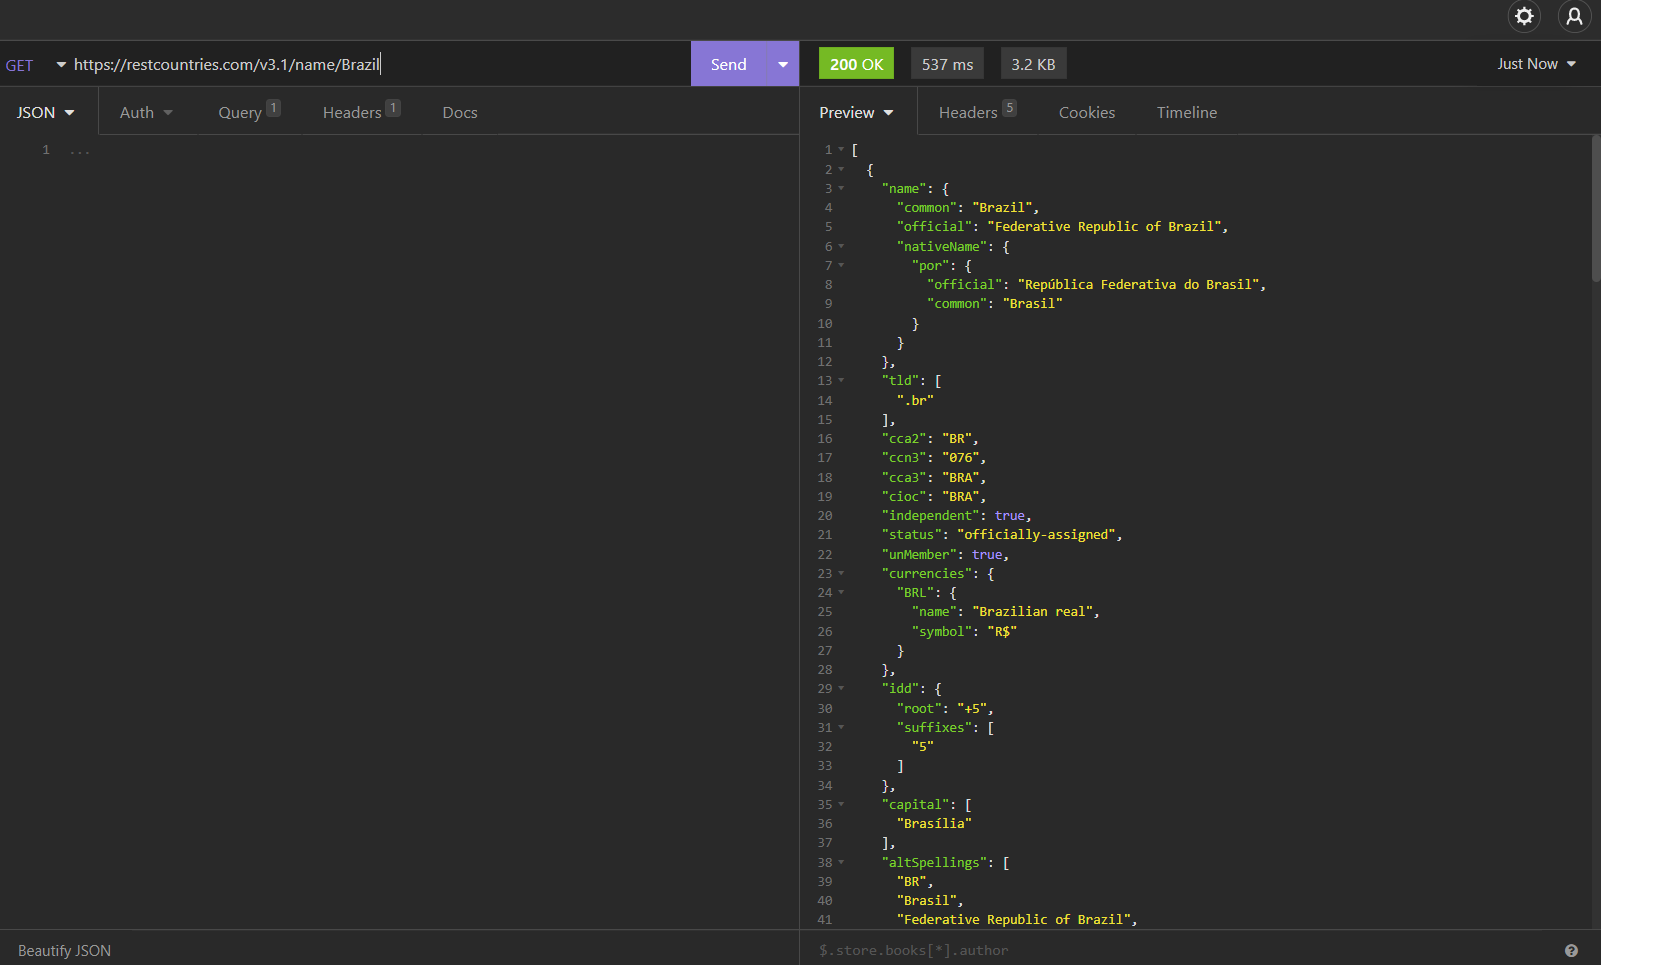 GET https://restcountries.com/v3.1/name/Brazil Send 200 OK 537 ms 3.2 KB Just Now
JSON Auth Query 1 Headers 1 Docs
1 ...
Preview Headers 5 Cookies Timeline
1 [
2 {
3 "name": {
4 "common": "Brazil",
5 "official": "Federative Republic of Brazil",
6 "nativeName": {
7 "por": {
8 "official": "República Federativa do Brasil",
9 "common": "Brasil"
10 }
11 }
12 },
13 "tld": [
14 ".br"
15 ],
16 "cca2": "BR",
17 "ccn3": "076",
18 "cca3": "BRA",
19 "cioc": "BRA",
20 "independent": true,
21 "status": "officially-assigned",
22 "unMember": true,
23 "currencies": {
24 "BRL": {
25 "name": "Brazilian real",
26 "symbol": "R$"
27 }
28 },
29 "idd": {
30 "root": "+5",
31 "suffixes": [
32 "5"
33 ]
34 },
35 "capital": [
36 "Brasília"
37 ],
38 "altSpellings": [
39 "BR",
40 "Brasil",
41 "Federative Republic of Brazil",
Beautify JSON
$.store.books[*].author ?